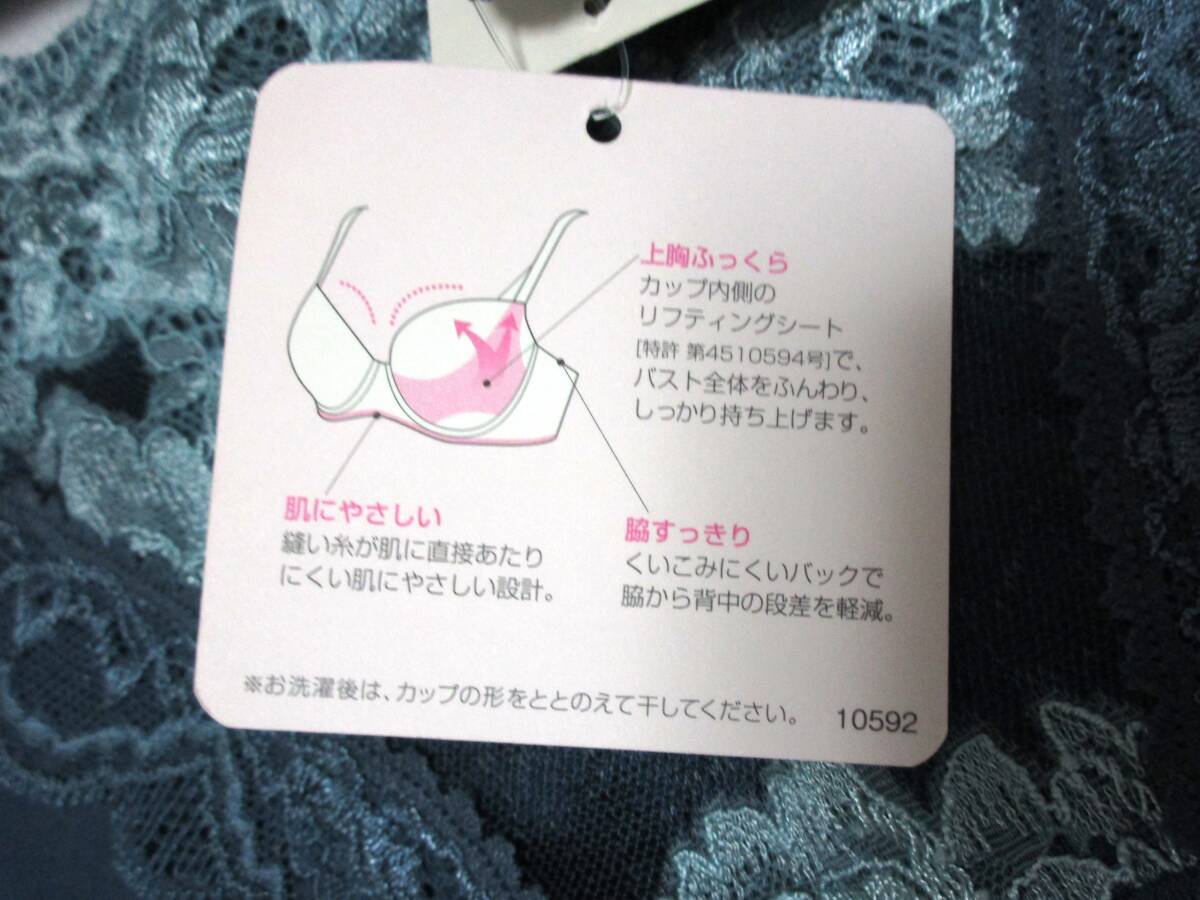 上胸ふっくら
カップ内側の
リフティングシート
[特許 第4510594号]で、
バスト全体をふんわり、
しっかり持ち上げます。
肌にやさしい
縫い糸が肌に直接あたり
にくい肌にやさしい設計。
脇すっきり
くいこみにくいバックで
脇から背中の段差を軽減。
※お洗濯後は、カップの形をととのえて干してください。
10592